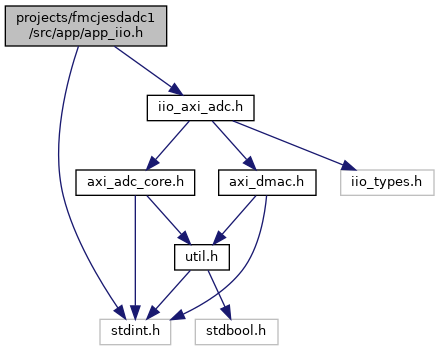 projects/fmcjesdadc1
/src/app/app_iio.h
iio_axi_adc.h
axi_adc_core.h
axi_dmac.h
iio_types.h
util.h
stdint.h
stdbool.h